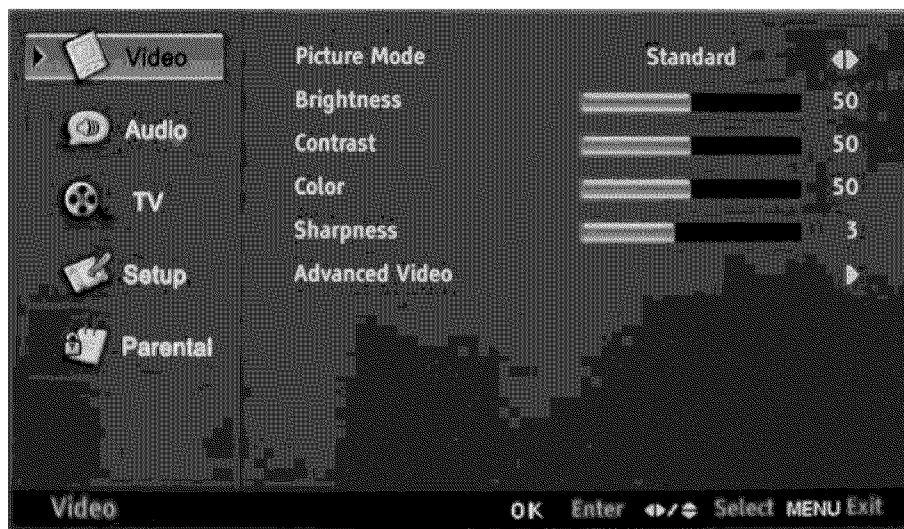 Video
Audio
TV
Setup
Parental
Picture Mode Standard
Brightness 50
Contrast 50
Color 50
Sharpness 3
Advanced Video
Video OK Enter / Select MENU Exit